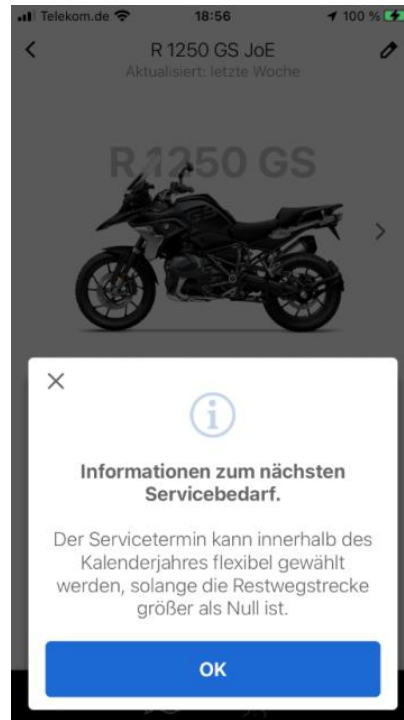 Telekom.de 18:56 100 %
R 1250 GS JoE
Aktualisiert: letzte Woche
R 1250 GS
Informationen zum nächsten
Servicebedarf.
Der Servicetermin kann innerhalb des
Kalenderjahres flexibel gewählt
werden, solange die Restwegstrecke
größer als Null ist.
OK